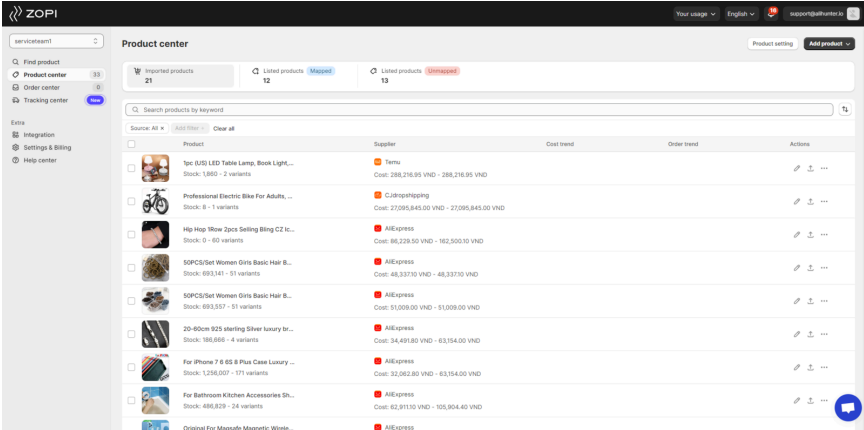 ZOPI
Your usage
English
16
support@alihunter.io
serviceteam1
Find product
Product center 33
Order center 0
Tracking center New
Extra
Integration
Settings & Billing
Help center
Product center
Product setting
Add product
Imported products
21
Listed products Mapped
12
Listed products Unmapped
13
Search products by keyword
Source: All ×
Add filter +
Clear all
Product Supplier Cost trend Order trend Actions
1pc (US) LED Table Lamp, Book Light,...
Stock: 1,660 - 2 variants
Temu
Cost: 288,216.95 VND - 288,216.95 VND
Professional Electric Bike For Adults, ...
Stock: 8 - 1 variants
CJdropshipping
Cost: 27,095,845.00 VND - 27,095,845.00 VND
Hip Hop 1Row 2pcs Selling Bling CZ Ic...
Stock: 0 - 60 variants
AliExpress
Cost: 86,229.50 VND - 162,500.10 VND
50PCS/Set Women Girls Basic Hair B...
Stock: 693,141 - 51 variants
AliExpress
Cost: 48,337.10 VND - 48,337.10 VND
50PCS/Set Women Girls Basic Hair B...
Stock: 693,557 - 51 variants
AliExpress
Cost: 51,009.00 VND - 51,009.00 VND
20-60cm 925 sterling Silver luxury br...
Stock: 186,666 - 4 variants
AliExpress
Cost: 34,491.80 VND - 63,154.00 VND
For iPhone 7 6 6S 8 Plus Case Luxury ...
Stock: 1,256,007 - 171 variants
AliExpress
Cost: 32,062.80 VND - 63,154.00 VND
For Bathroom Kitchen Accessories Sh...
Stock: 486,829 - 24 variants
AliExpress
Cost: 62,911.10 VND - 105,904.40 VND
Original For Magsafe Magnetic Wirele...
AliExpress